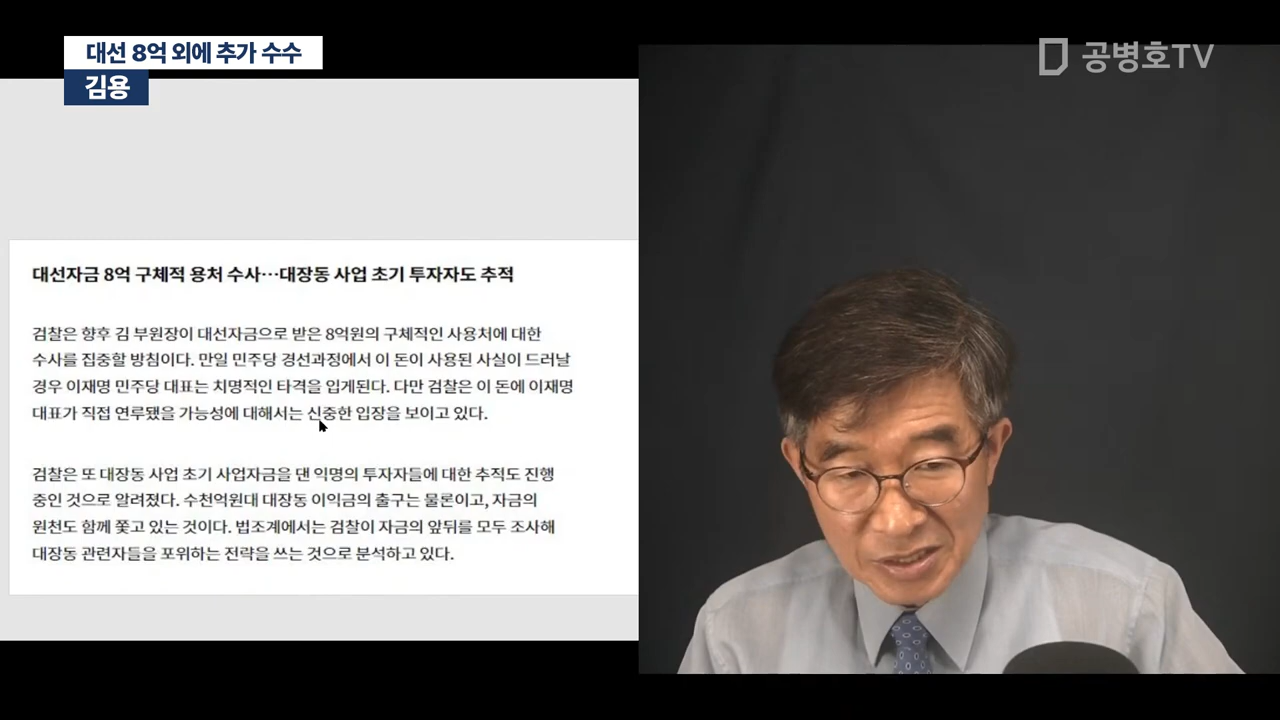 대선 8억 외에 추가 수수
김용
공병호TV
대선자금 8억 구체적 용처 수사…대장동 사업 초기 투자자도 추적
검찰은 향후 김 부원장이 대선자금으로 받은 8억원의 구체적인 사용처에 대한
수사를 집중할 방침이다. 만일 민주당 경선과정에서 이 돈이 사용된 사실이 드러날
경우 이재명 민주당 대표는 치명적인 타격을 입게된다. 다만 검찰은 이 돈에 이재명
대표가 직접 연루됐을 가능성에 대해서는 신중한 입장을 보이고 있다.
검찰은 또 대장동 사업 초기 사업자금을 댄 익명의 투자자들에 대한 추적도 진행
중인 것으로 알려졌다. 수천억원대 대장동 이익금의 출구는 물론이고, 자금의
원천도 함께 쫓고 있는 것이다. 법조계에서는 검찰이 자금의 앞뒤를 모두 조사해
대장동 관련자들을 포위하는 전략을 쓰는 것으로 분석하고 있다.